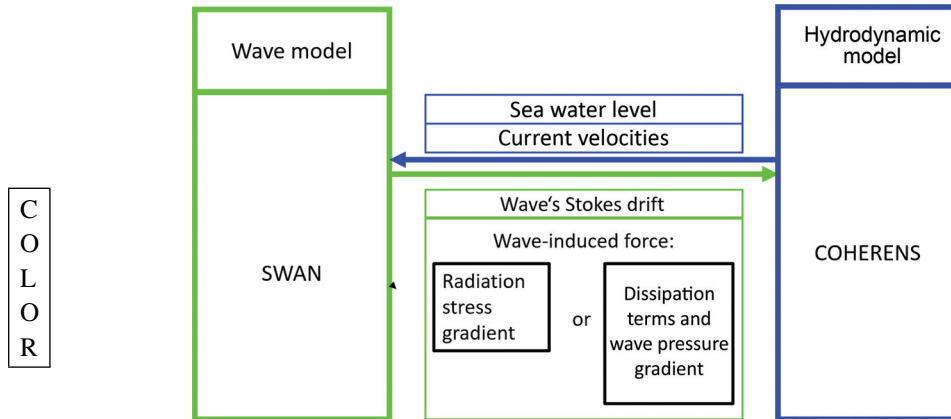 Wave model
Hydrodynamic
model
Sea water level
Current velocities
C
O
L
O
R
SWAN
Wave‘s Stokes drift
Wave-induced force:
Radiation
stress
gradient
or
Dissipation
terms and
wave pressure
gradient
COHERENS